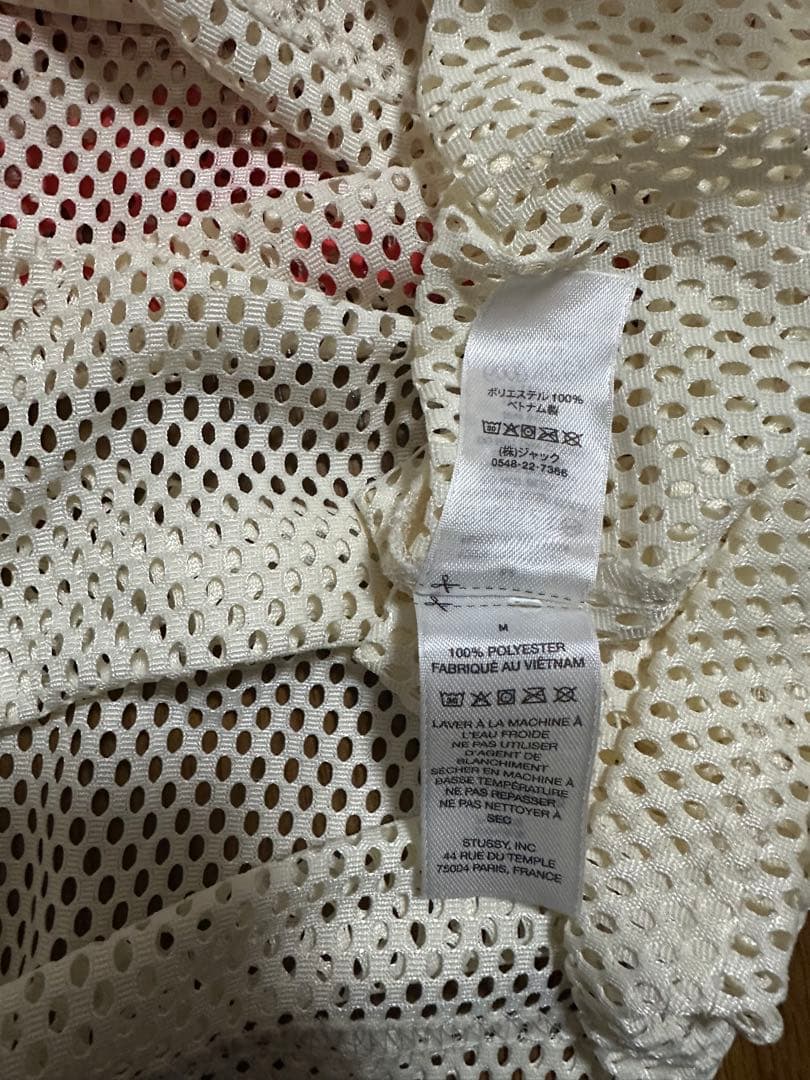 ポリエステル 100%
ベトナム製
(株)ジャック
0548-22-7366
M
100% POLYESTER
FABRIQUÉ AU VIÊTNAM
LAVER À LA MACHINE À
L'EAU FROIDE
NE PAS UTILISER
D'AGENT DE
BLANCHIMENT
SÉCHER EN MACHINE À
BASSE TEMPÉRATURE
NE PAS REPASSER
NE PAS NETTOYER À
SEC
STUSSY, INC
44 RUE DU TEMPLE
75004 PARIS, FRANCE